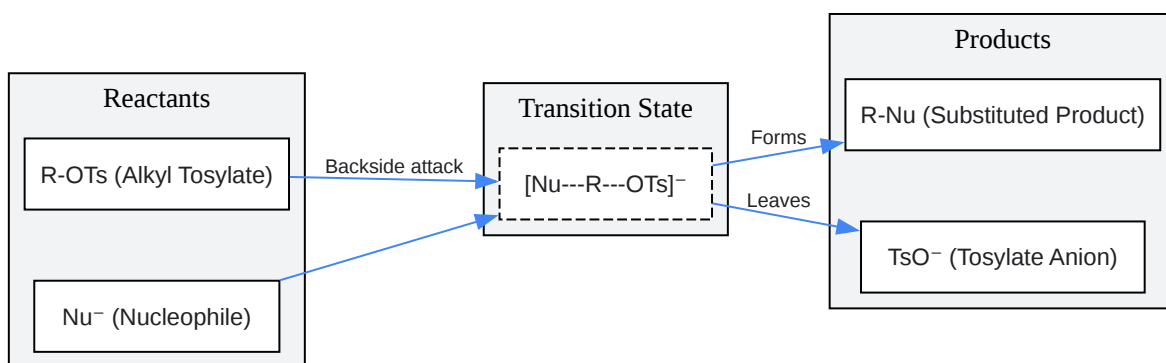 Reactants
R-OTs (Alkyl Tosylate)
Nu⁻ (Nucleophile)
Backside attack
Transition State
[Nu---R---OTs]⁻
Forms
Leaves
Products
R-Nu (Substituted Product)
TsO⁻ (Tosylate Anion)